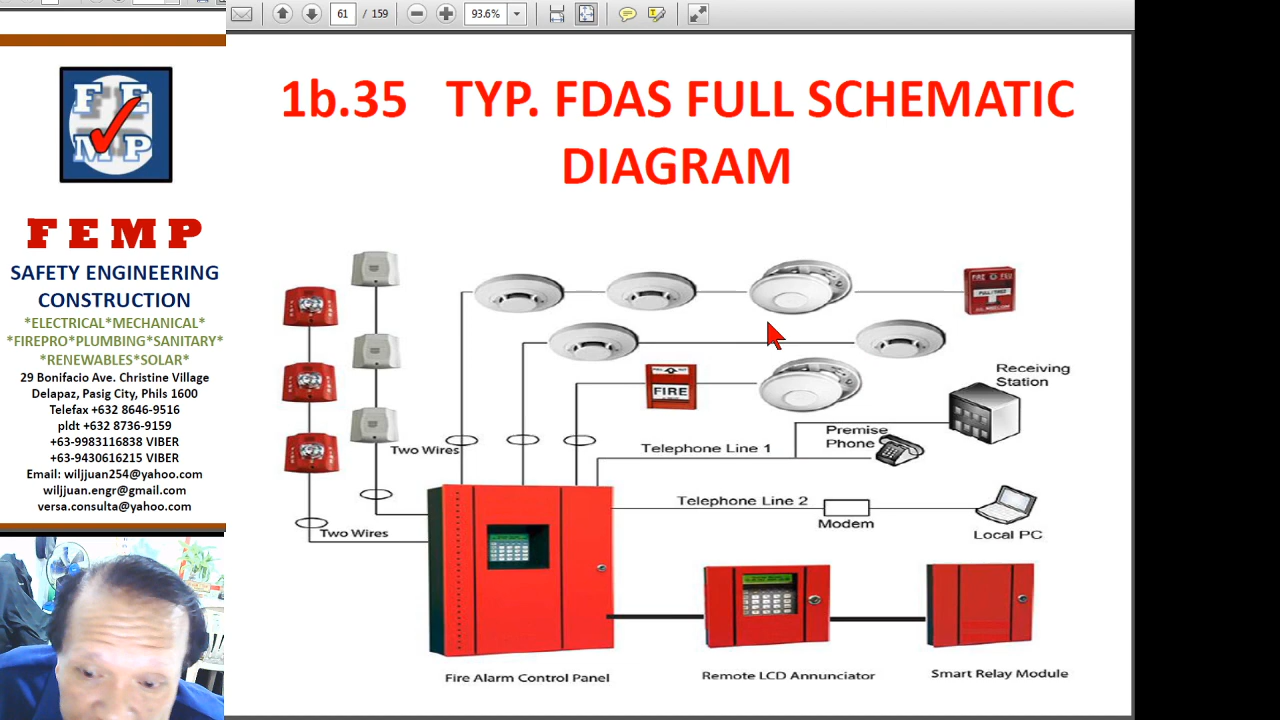 61 / 159
93.6%
1b.35 TYP. FDAS FULL SCHEMATIC
DIAGRAM
F E
M P
F E M P
SAFETY ENGINEERING
CONSTRUCTION
*ELECTRICAL*MECHANICAL*
*FIREPRO*PLUMBING*SANITARY*
*RENEWABLES*SOLAR*
29 Bonifacio Ave. Christine Village
Delapaz, Pasig City, Phils 1600
Telefax +632 8646-9516
pldt +632 8736-9159
+63-9983116838 VIBER
+63-9430616215 VIBER
Email: wiljjuan254@yahoo.com
wiljjuan.engr@gmail.com
versa.consulta@yahoo.com
FIRE
Receiving
Station
Premise
Phone
Telephone Line 1
Two Wires
Telephone Line 2
Modem
Local PC
Two Wires
Fire Alarm Control Panel
Remote LCD Annunciator
Smart Relay Module